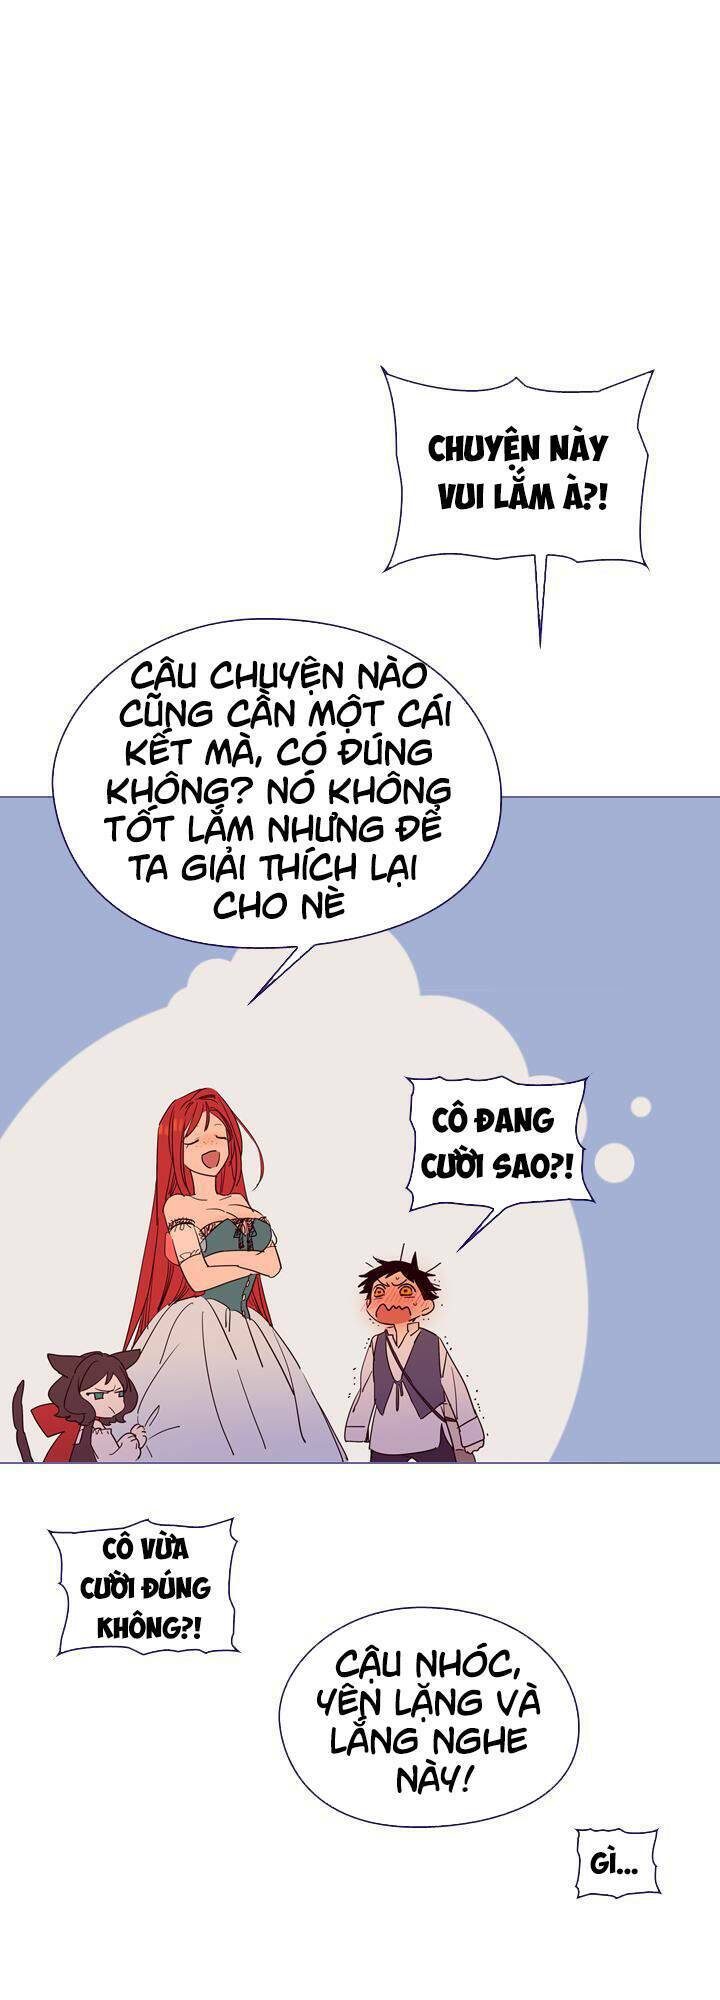 CHUYỆN NÀY
VUI LẮM À?!
CÂU CHUYỆN NÀO
CŨNG CẦN MỘT CÁI
KẾT MÀ, CÓ ĐÚNG
KHÔNG? NÓ KHÔNG
TỐT LẮM NHƯNG ĐỂ
TA GIẢI THÍCH LẠI
CHO NÈ
CÔ ĐANG
CƯỜI SAO?!
CÔ VỪA
CƯỜI ĐÚNG
KHÔNG?!
CẬU NHÓC,
YÊN LẶNG VÀ
LẮNG NGHE
NÀY!
GÌ...